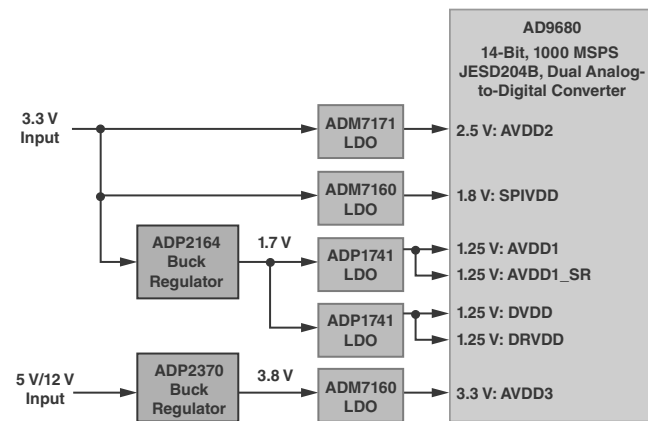 AD9680
14-Bit, 1000 MSPS
JESD204B, Dual Analog-
to-Digital Converter
3.3 V
Input
ADM7171
LDO
2.5 V: AVDD2
ADM7160
LDO
1.8 V: SPIVDD
ADP2164
Buck
Regulator
1.7 V
ADP1741
LDO
1.25 V: AVDD1
1.25 V: AVDD1_SR
ADP1741
LDO
1.25 V: DVDD
1.25 V: DRVDD
5 V/12 V
Input
ADP2370
Buck
Regulator
3.8 V
ADM7160
LDO
3.3 V: AVDD3